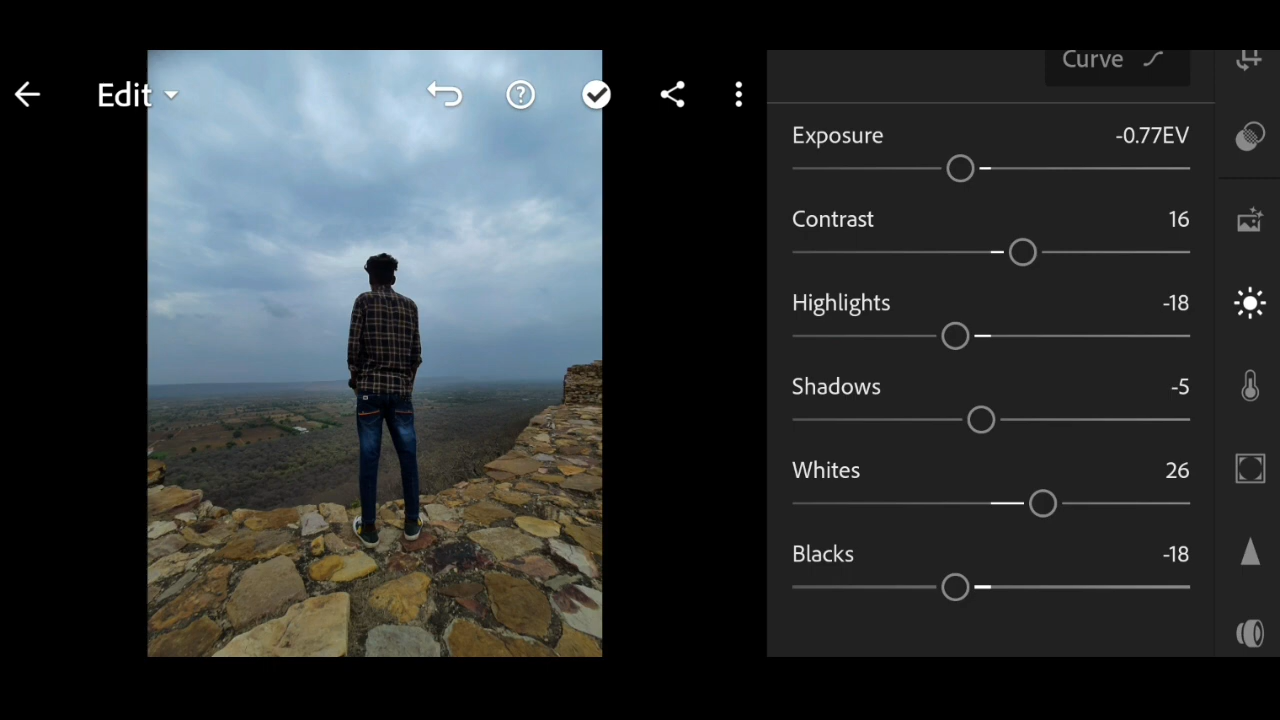 Edit
Curve
Exposure -0.77EV
Contrast 16
Highlights -18
Shadows -5
Whites 26
Blacks -18